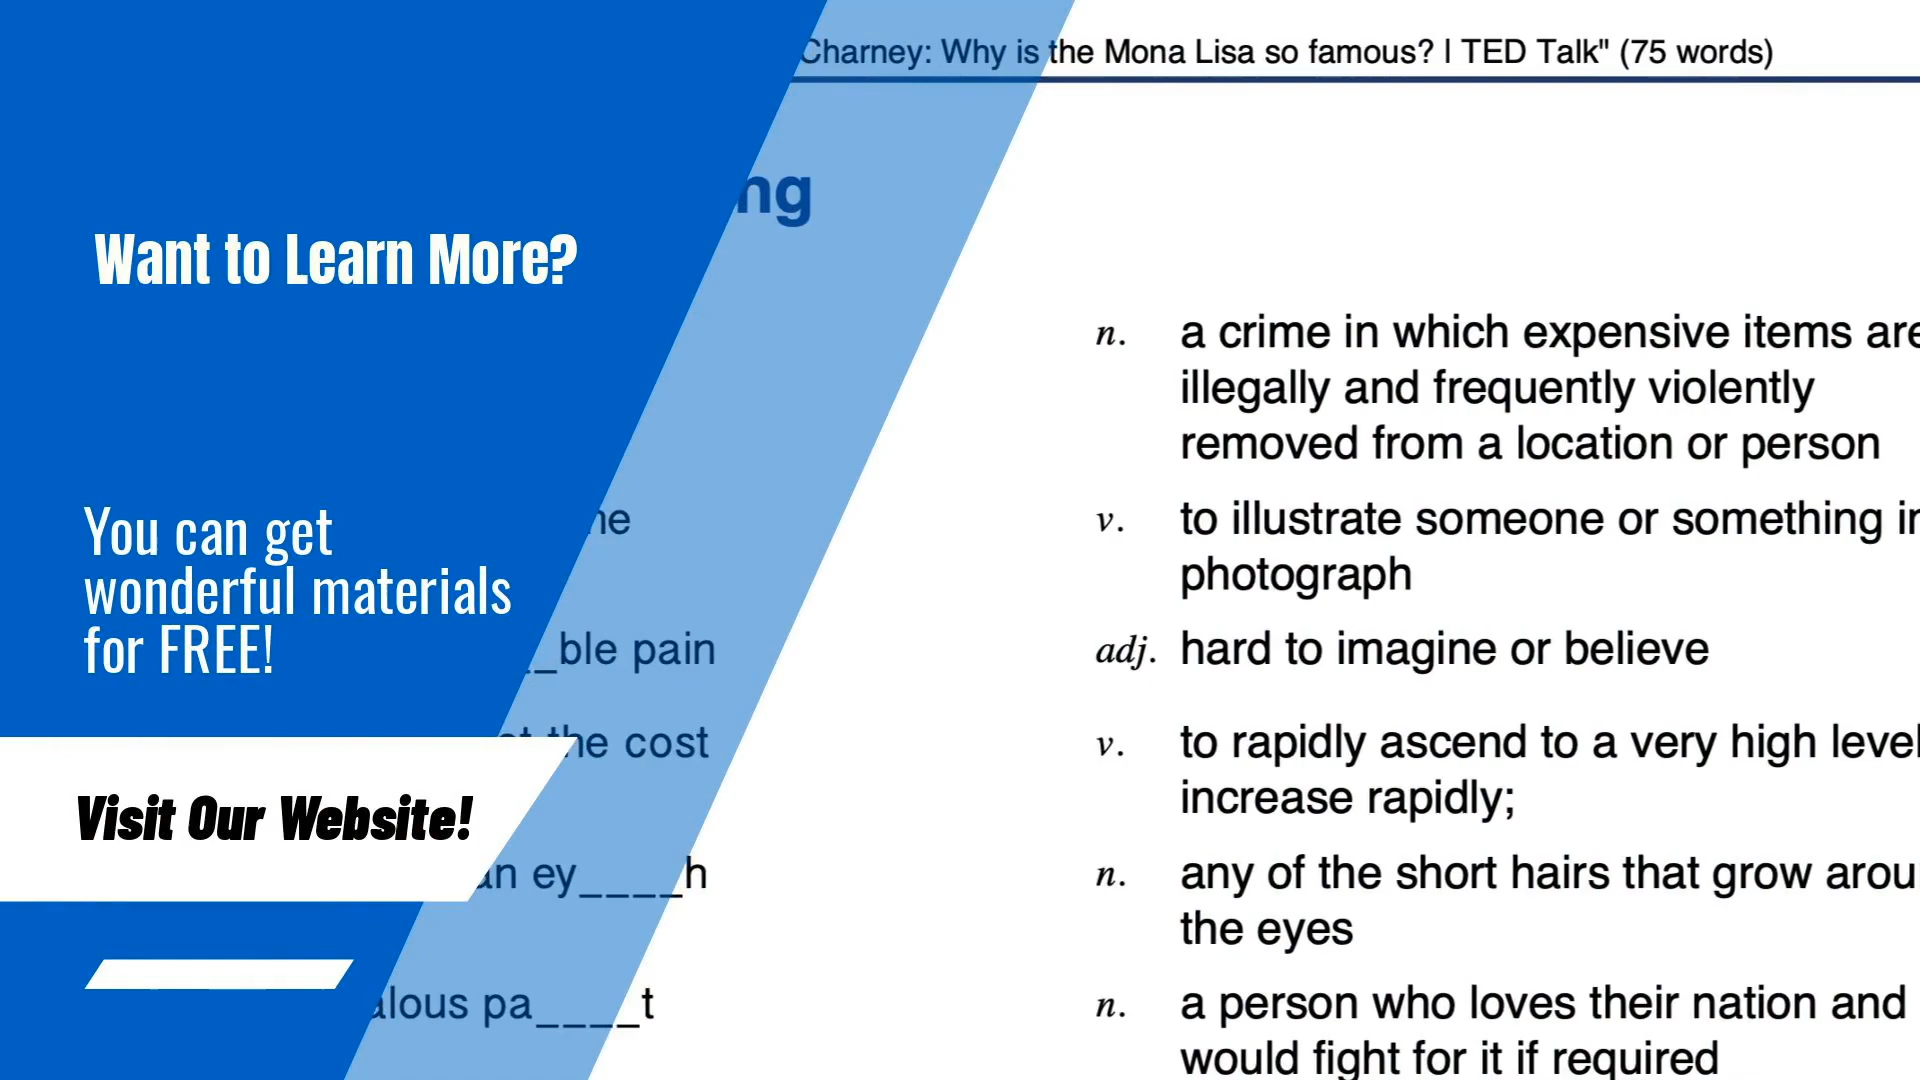 Charney: Why is the Mona Lisa so famous? | TED Talk" (75 words)
ng
Want to Learn More?
You can get
wonderful materials
for FREE!
Visit Our Website!
n. a crime in which expensive items are
illegally and frequently violently
removed from a location or person
v. to illustrate someone or something in
photograph
_ble pain adj. hard to imagine or believe
the cost v. to rapidly ascend to a very high level
increase rapidly;
an ey____h n. any of the short hairs that grow arou
the eyes
alous pa____t n. a person who loves their nation and
would fight for it if required